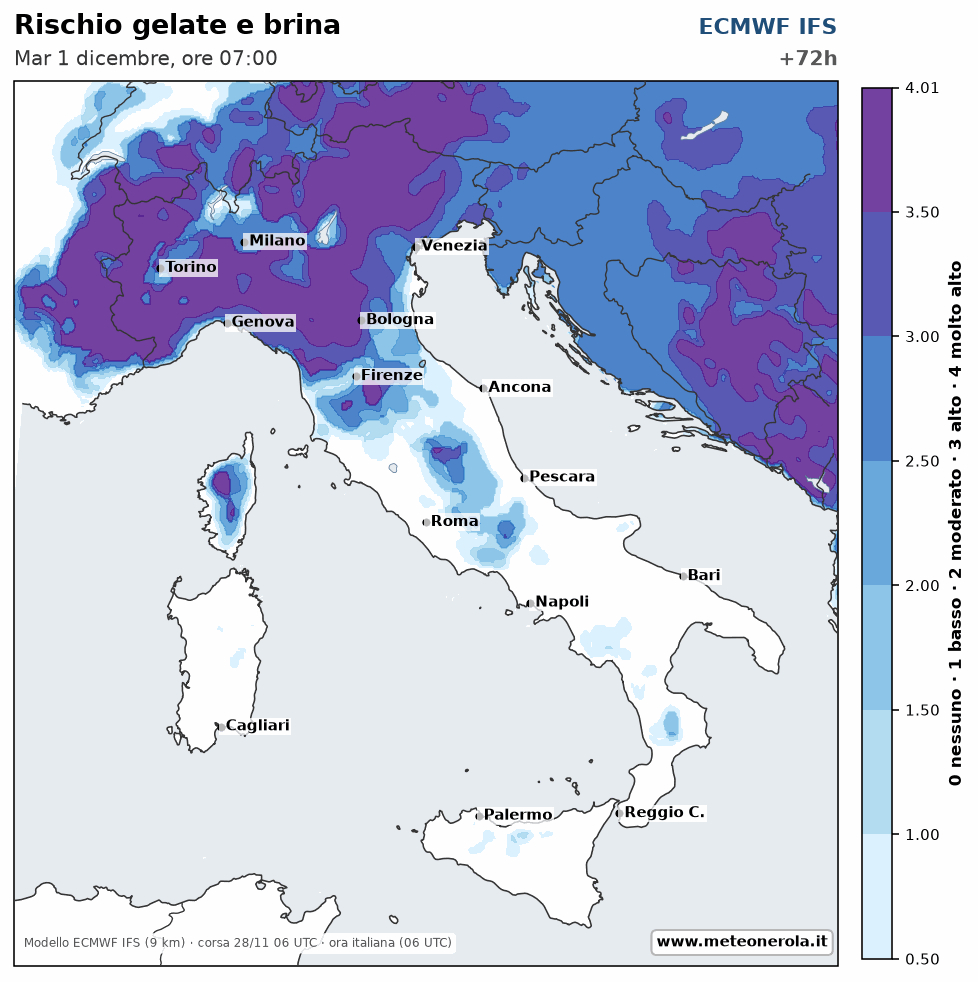 Rischio gelate e brina
ECMWF IFS
Mar 1 dicembre, ore 07:00
+72h
4.01
3.50
3.00
2.50
2.00
1.50
1.00
0.50
0 nessuno · 1 basso · 2 moderato · 3 alto · 4 molto alto
Milano
Venezia
Torino
Genova
Bologna
Firenze
Ancona
Pescara
Roma
Bari
Napoli
Cagliari
Palermo
Reggio C.
Modello ECMWF IFS (9 km) · corsa 28/11 06 UTC · ora italiana (06 UTC)
www.meteonerola.it